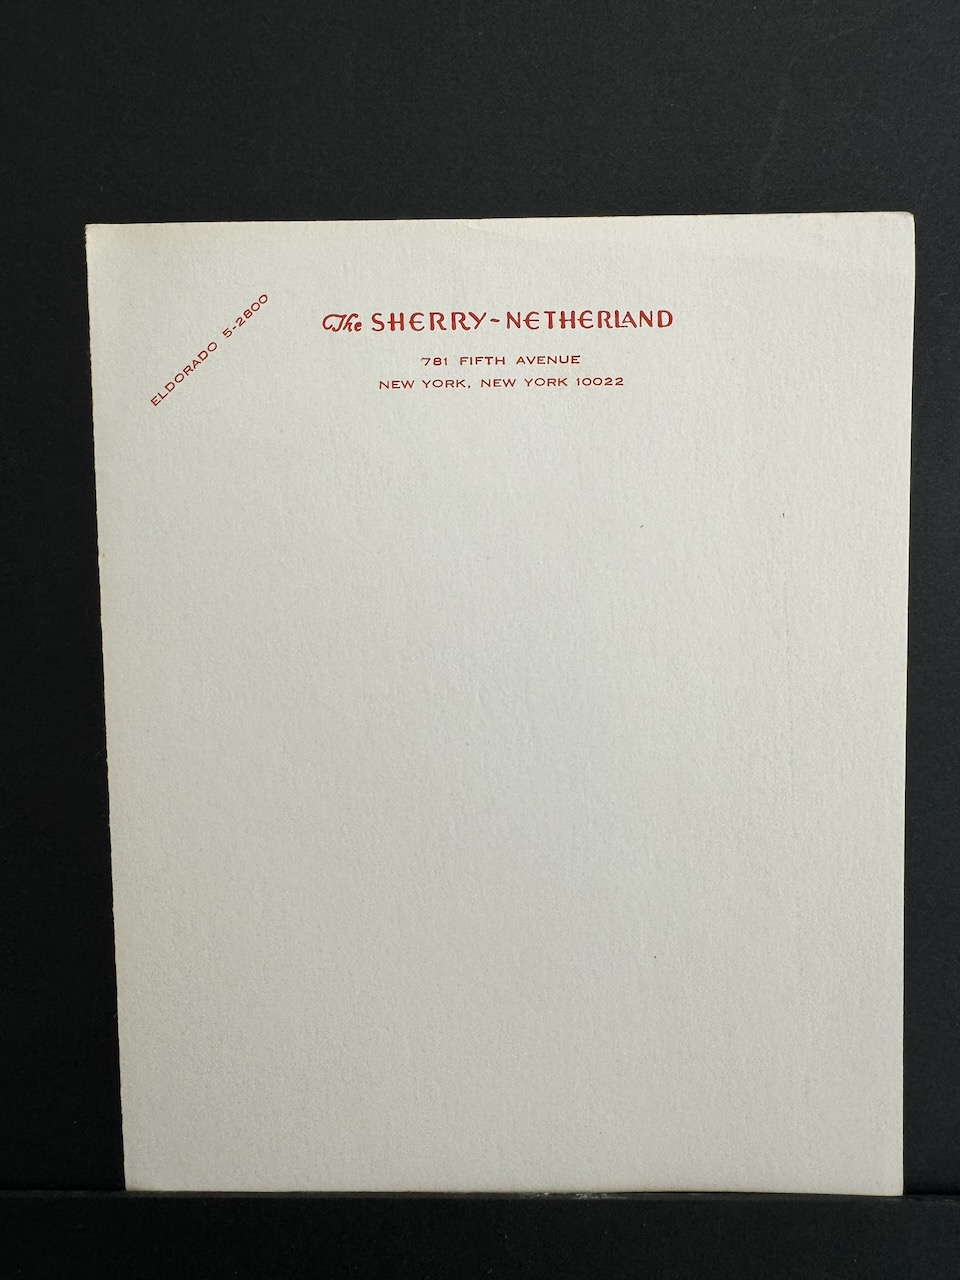 ELDORADO 5-2800
The SHERRY-NETHERLAND
781 FIFTH AVENUE
NEW YORK, NEW YORK 10022